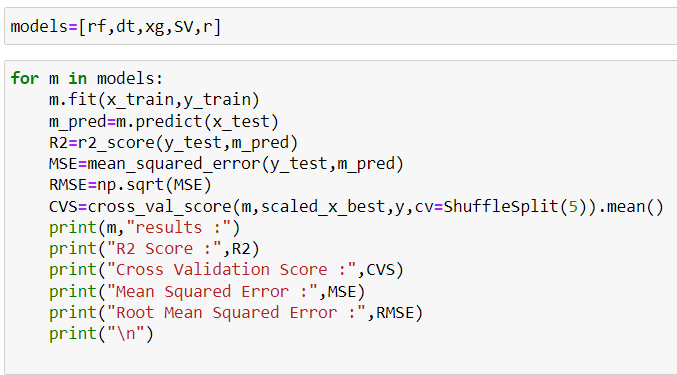 models=[rf,dt,xg,SV,r]
for m in models:
    m.fit(x_train,y_train)
    m_pred=m.predict(x_test)
    R2=r2_score(y_test,m_pred)
    MSE=mean_squared_error(y_test,m_pred)
    RMSE=np.sqrt(MSE)
    CVS=cross_val_score(m,scaled_x_best,y,cv=ShuffleSplit(5)).mean()
    print(m,"results :")
    print("R2 Score :",R2)
    print("Cross Validation Score :",CVS)
    print("Mean Squared Error :",MSE)
    print("Root Mean Squared Error :",RMSE)
    print("\n")